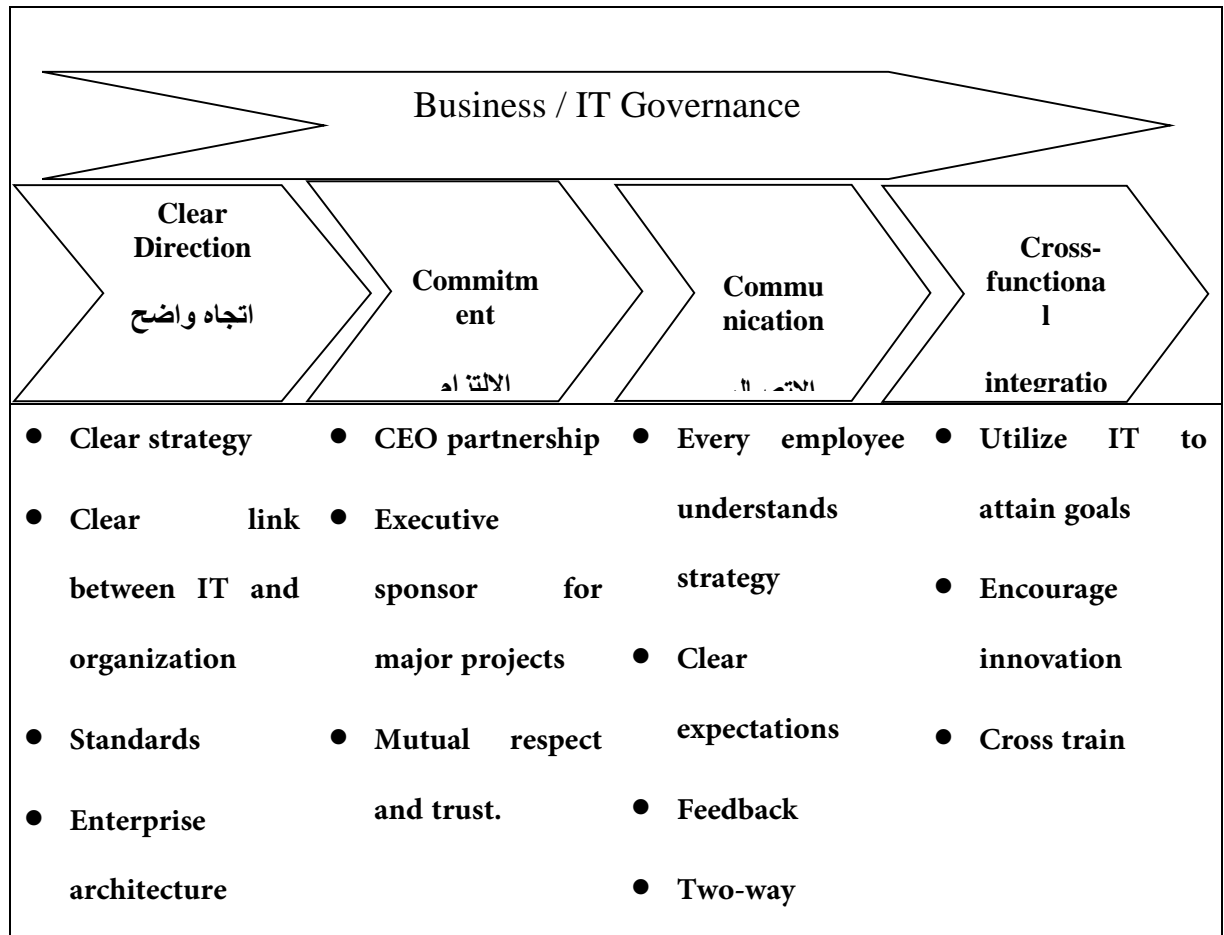 Business / IT Governance
Clear
Direction
اتجاه واضح
Commitm
ent
الالتزام
Commu
nication
Cross-
functiona
l
integratio
● Clear strategy
● Clear link
between IT and
organization
● Standards
● Enterprise
architecture
● CEO partnership
● Executive
sponsor for
major projects
● Mutual respect
and trust.
● Every employee
understands
strategy
● Clear
expectations
● Feedback
● Two-way
● Utilize IT to
attain goals
● Encourage
innovation
● Cross train